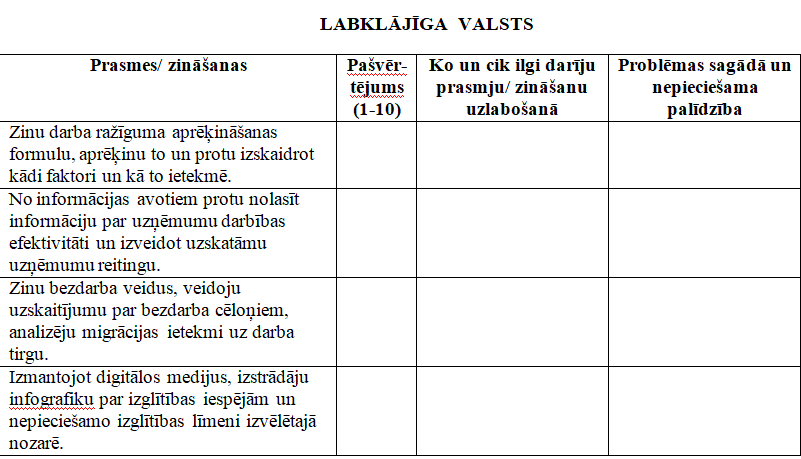 LABKLĀJĪGA VALSTS
Prasmes/ zināšanas
Pašvēr-
tējums
(1-10)
Ko un cik ilgi darīju
prasmju/ zināšanu
uzlabošanā
Problēmas sagādā un
nepieciešama
palīdzība
Zinu darba ražīguma aprēķināšanas
formulu, aprēķinu to un protu izskaidrot
kādi faktori un kā to ietekmē.
No informācijas avotiem protu nolasīt
informāciju par uzņēmumu darbības
efektivitāti un izveidot uzskatāmu
uzņēmumu reitingu.
Zinu bezdarba veidus, veidoju
uzskaitījumu par bezdarba cēloņiem,
analizēju migrācijas ietekmi uz darba
tirgu.
Izmantojot digitālos medijus, izstrādāju
infografiku par izglītības iespējām un
nepieciešamo izglītības līmeni izvēlētajā
nozarē.